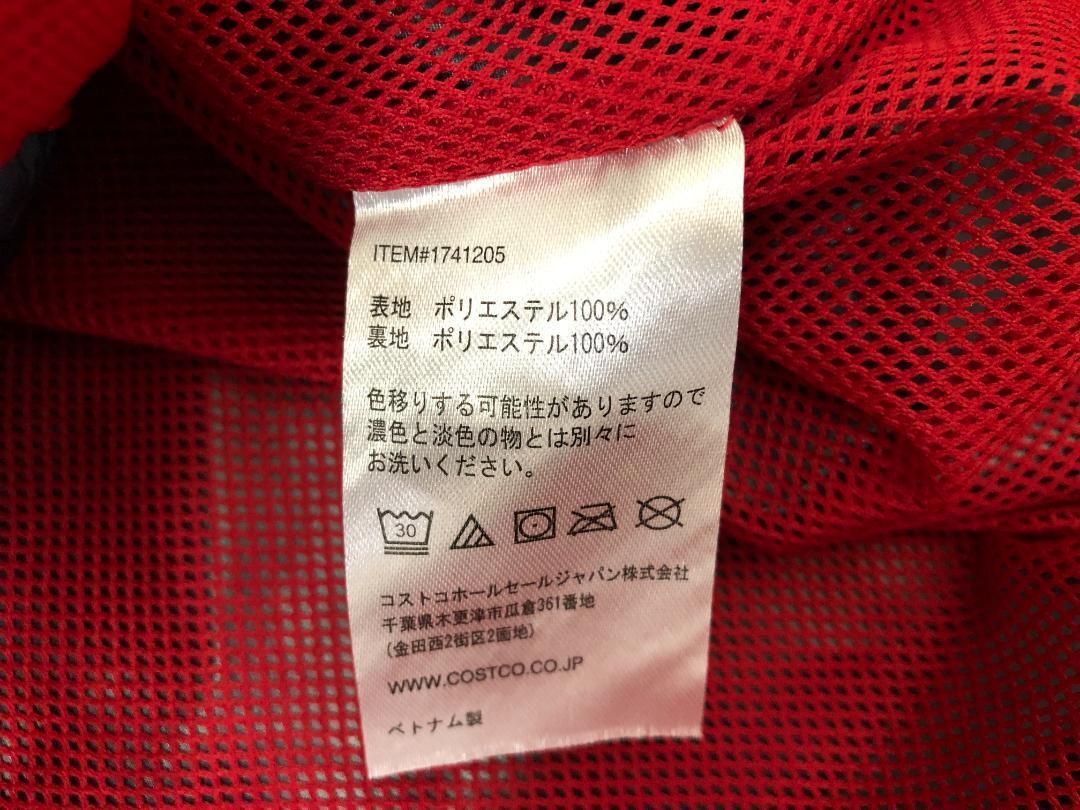 ITEM#1741205
表地 ポリエステル100%
裏地 ポリエステル100%
色移りする可能性がありますので
濃色と淡色の物とは別々に
お洗いください。
30
コストコホールセールジャパン株式会社
千葉県木更津市瓜倉361番地
(金田西2街区2画地)
WWW.COSTCO.CO.JP
ベトナム製